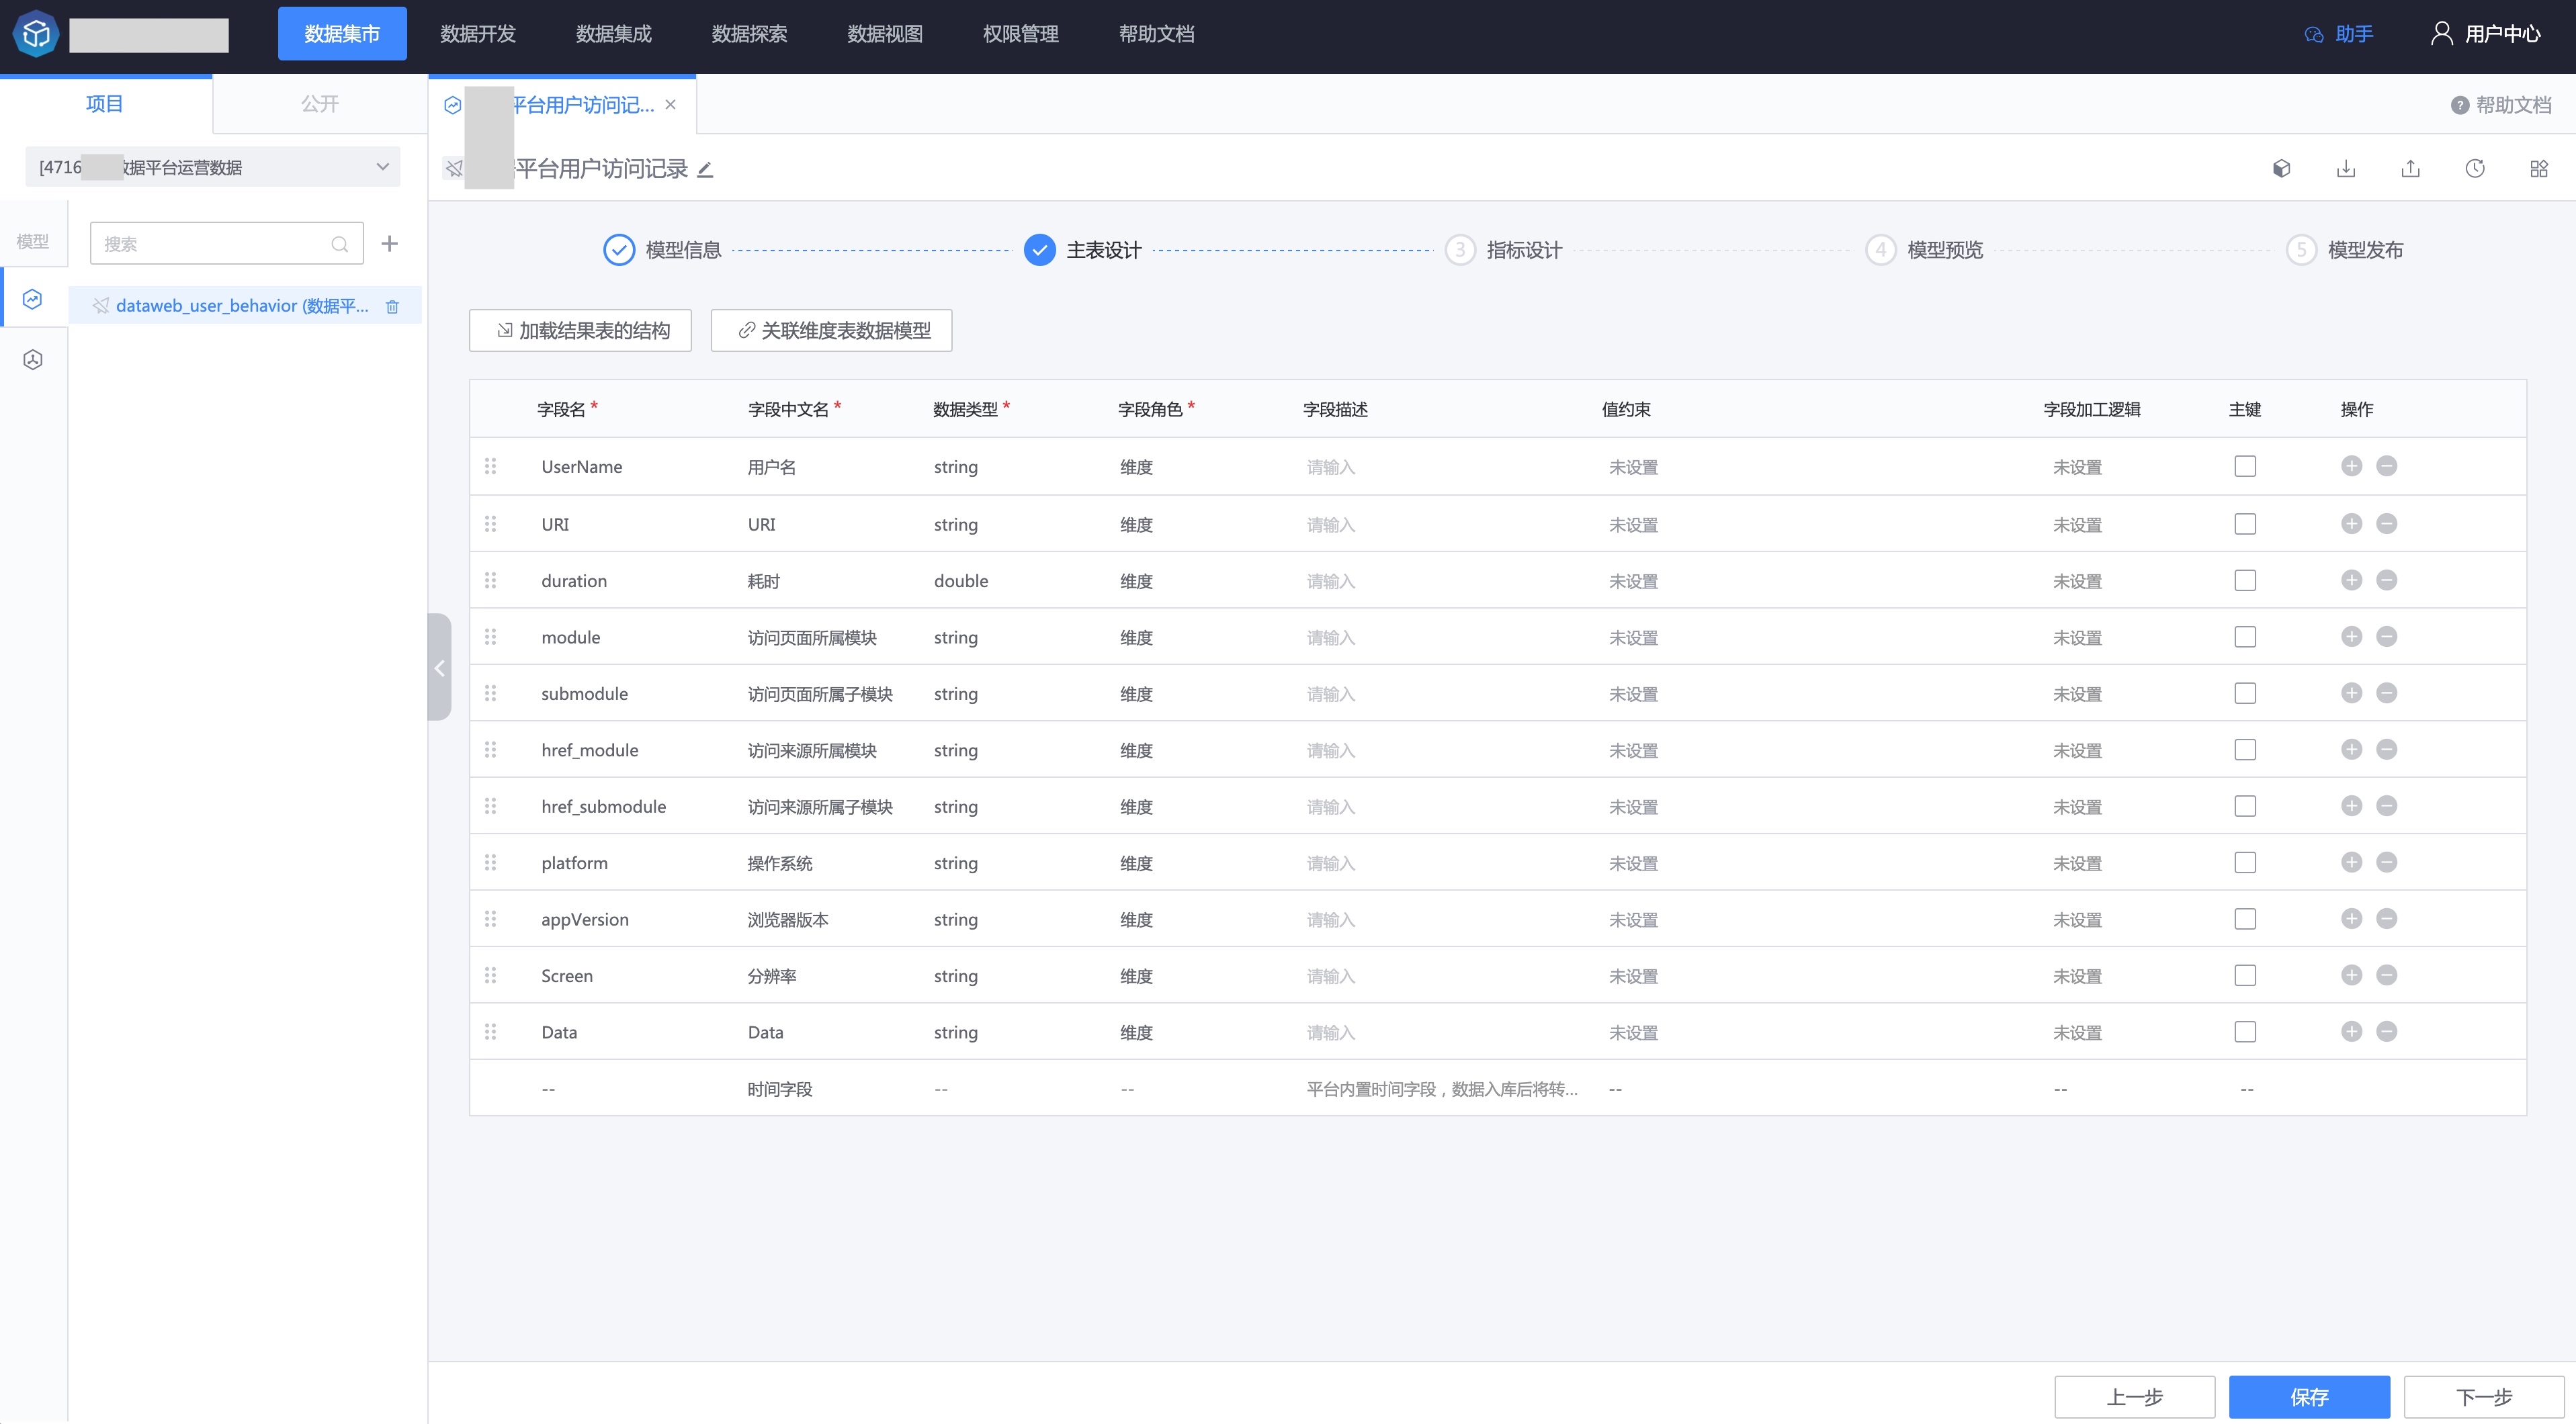 数据集市 数据开发 数据集成 数据探索 数据视图 权限管理 帮助文档 助手 用户中心
项目 公开 平台用户访问记... 帮助文档
[4716 数据平台运营数据 平台用户访问记录
模型 搜索 模型信息 主表设计 3 指标设计 4 模型预览 5 模型发布
dataweb_user_behavior (数据平...
加载结果表的结构 关联维度表数据模型
字段名 * 字段中文名 * 数据类型 * 字段角色 * 字段描述 值约束 字段加工逻辑 主键 操作
UserName 用户名 string 维度 请输入 未设置 未设置
URI URI string 维度 请输入 未设置 未设置
duration 耗时 double 维度 请输入 未设置 未设置
module 访问页面所属模块 string 维度 请输入 未设置 未设置
submodule 访问页面所属子模块 string 维度 请输入 未设置 未设置
href_module 访问来源所属模块 string 维度 请输入 未设置 未设置
href_submodule 访问来源所属子模块 string 维度 请输入 未设置 未设置
platform 操作系统 string 维度 请输入 未设置 未设置
appVersion 浏览器版本 string 维度 请输入 未设置 未设置
Screen 分辨率 string 维度 请输入 未设置 未设置
Data Data string 维度 请输入 未设置 未设置
-- 时间字段 -- -- 平台内置时间字段，数据入库后将转... -- -- --
上一步 保存 下一步